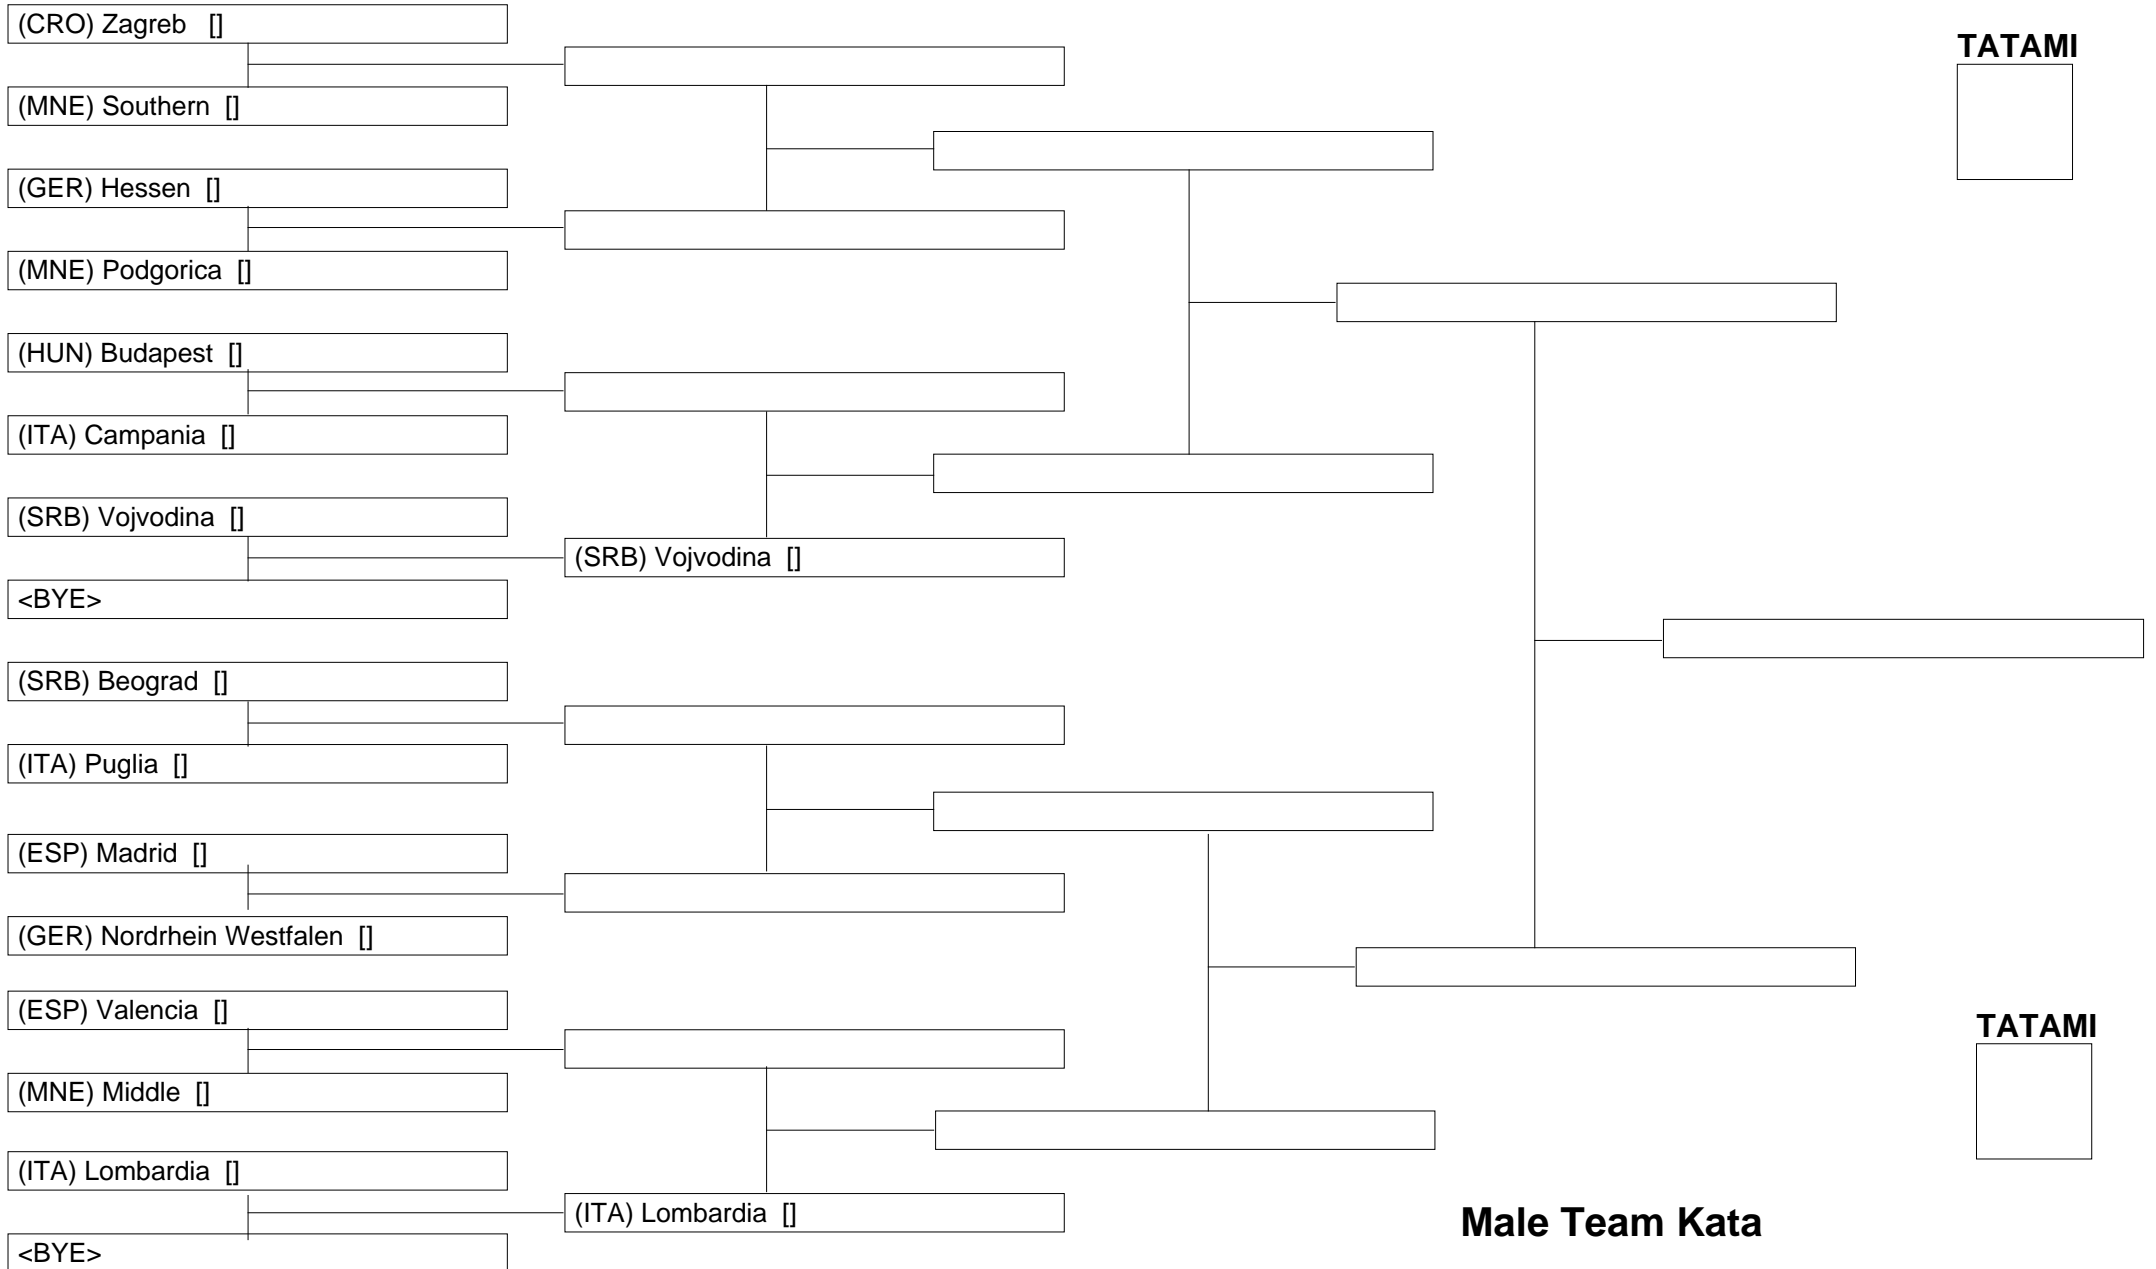 (CRO) Zagreb []
TATAMI
(MNE) Southern []
(GER) Hessen []
(MNE) Podgorica []
(HUN) Budapest []
(ITA) Campania []
(SRB) Vojvodina []
(SRB) Vojvodina []
<BYE>
(SRB) Beograd []
(ITA) Puglia []
(ESP) Madrid []
(GER) Nordrhein Westfalen []
(ESP) Valencia []
TATAMI
(MNE) Middle []
(ITA) Lombardia []
(ITA) Lombardia []
Male Team Kata
<BYE>